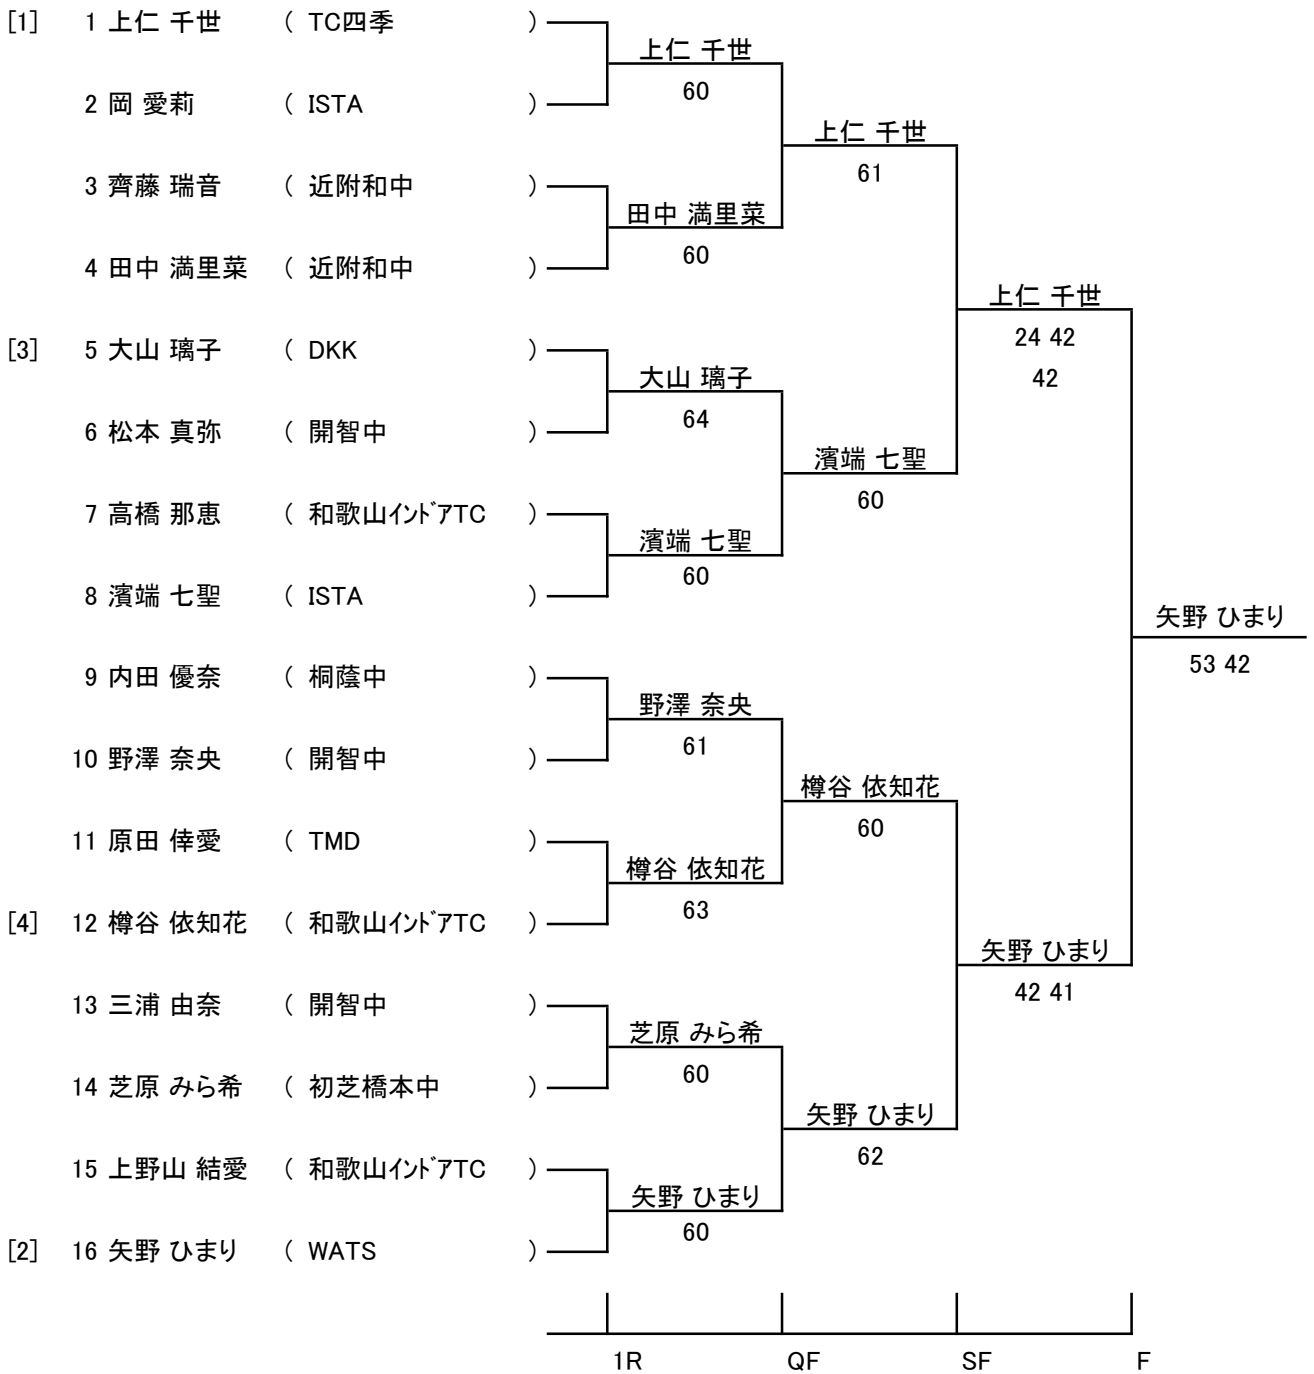 [1] 1 上仁 千世 ( TC四季 )
上仁 千世
60
2 岡 愛莉 ( ISTA )
上仁 千世
61
3 齊藤 瑞音 ( 近附和中 )
田中 満里菜
60
4 田中 満里菜 ( 近附和中 )
上仁 千世
24 42
42
[3] 5 大山 璃子 ( DKK )
大山 璃子
64
6 松本 真弥 ( 開智中 )
濱端 七聖
60
7 高橋 那恵 ( 和歌山インドアTC )
濱端 七聖
60
8 濱端 七聖 ( ISTA )
矢野 ひまり
53 42
9 内田 優奈 ( 桐蔭中 )
野澤 奈央
61
10 野澤 奈央 ( 開智中 )
樽谷 依知花
60
11 原田 倖愛 ( TMD )
樽谷 依知花
63
[4] 12 樽谷 依知花 ( 和歌山インドアTC )
矢野 ひまり
42 41
13 三浦 由奈 ( 開智中 )
芝原 みら希
60
14 芝原 みら希 ( 初芝橋本中 )
矢野 ひまり
62
15 上野山 結愛 ( 和歌山インドアTC )
矢野 ひまり
60
[2] 16 矢野 ひまり ( WATS )
1R QF SF F